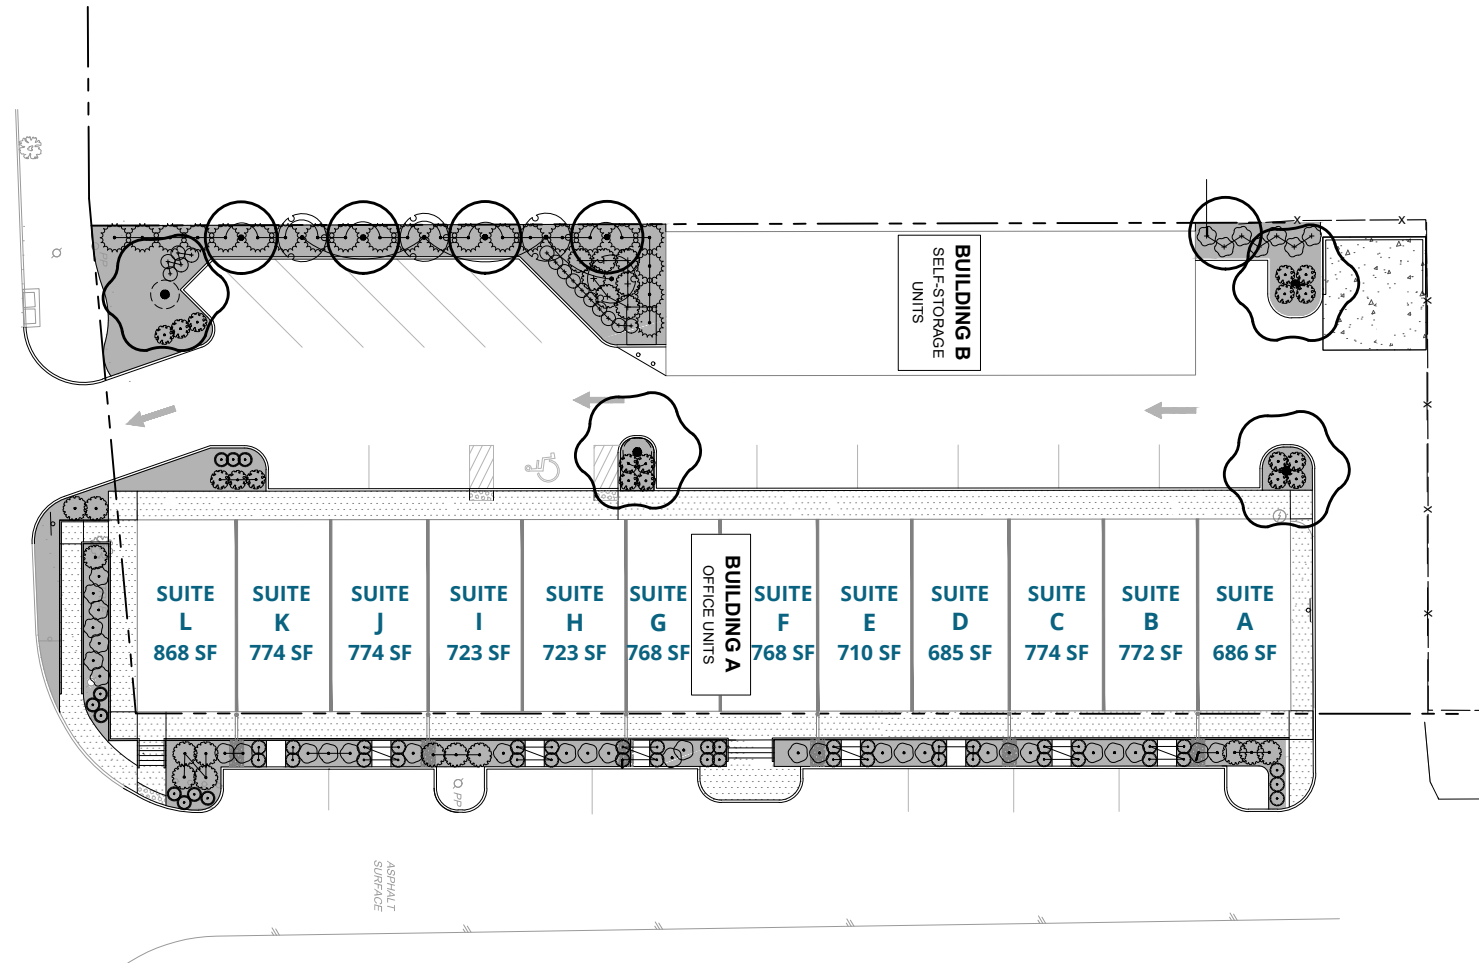 PP
BUILDING B
SELF-STORAGE
UNITS
SUITE
L
868 SF
SUITE
K
774 SF
SUITE
J
774 SF
SUITE
I
723 SF
SUITE
H
723 SF
SUITE
G
768 SF
BUILDING A
OFFICE UNITS
SUITE
F
768 SF
SUITE
E
710 SF
SUITE
D
685 SF
SUITE
C
774 SF
SUITE
B
772 SF
SUITE
A
686 SF
PP
ASPHALT
SURFACE